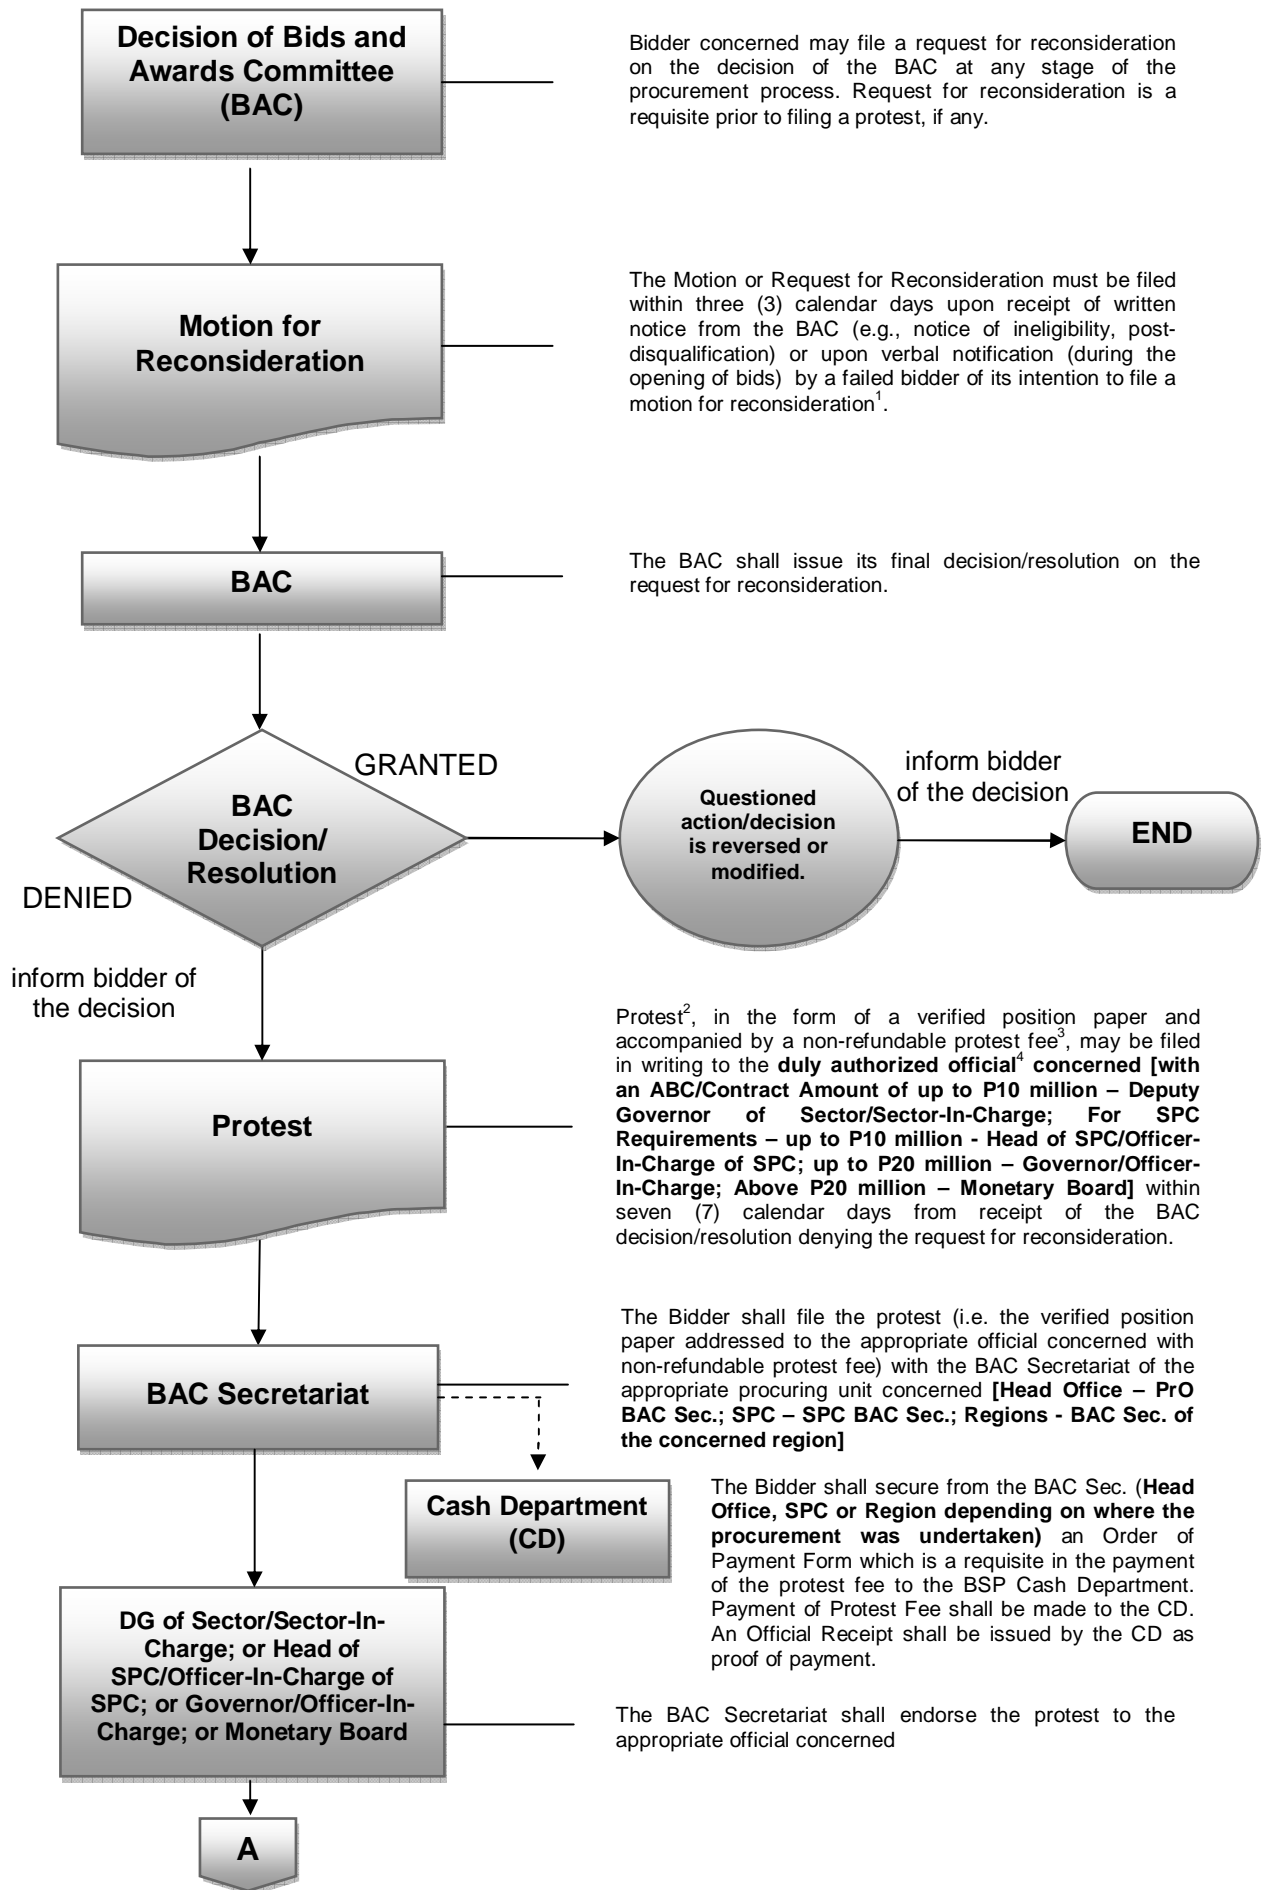 Decision of Bids and
Awards Committee
(BAC)
Bidder concerned may file a request for reconsideration
on the decision of the BAC at any stage of the
procurement process. Request for reconsideration is a
requisite prior to filing a protest, if any.
Motion for
Reconsideration
The Motion or Request for Reconsideration must be filed
within three (3) calendar days upon receipt of written
notice from the BAC (e.g., notice of ineligibility, post-
disqualification) or upon verbal notification (during the
opening of bids) by a failed bidder of its intention to file a
motion for reconsideration¹.
BAC
The BAC shall issue its final decision/resolution on the
request for reconsideration.
BAC
Decision/
Resolution
GRANTED
Questioned
action/decision
is reversed or
modified.
inform bidder
of the decision
END
DENIED
inform bidder of
the decision
Protest
Protest², in the form of a verified position paper and
accompanied by a non-refundable protest fee³, may be filed
in writing to the duly authorized official⁴ concerned [with
an ABC/Contract Amount of up to P10 million – Deputy
Governor of Sector/Sector-In-Charge; For SPC
Requirements – up to P10 million - Head of SPC/Officer-
In-Charge of SPC; up to P20 million – Governor/Officer-
In-Charge; Above P20 million – Monetary Board] within
seven (7) calendar days from receipt of the BAC
decision/resolution denying the request for reconsideration.
BAC Secretariat
The Bidder shall file the protest (i.e. the verified position
paper addressed to the appropriate official concerned with
non-refundable protest fee) with the BAC Secretariat of the
appropriate procuring unit concerned [Head Office – PrO
BAC Sec.; SPC – SPC BAC Sec.; Regions - BAC Sec. of
the concerned region]
Cash Department
(CD)
The Bidder shall secure from the BAC Sec. (Head
Office, SPC or Region depending on where the
procurement was undertaken) an Order of
Payment Form which is a requisite in the payment
of the protest fee to the BSP Cash Department.
Payment of Protest Fee shall be made to the CD.
An Official Receipt shall be issued by the CD as
proof of payment.
DG of Sector/Sector-In-
Charge; or Head of
SPC/Officer-In-Charge of
SPC; or Governor/Officer-In-
Charge; or Monetary Board
The BAC Secretariat shall endorse the protest to the
appropriate official concerned
A